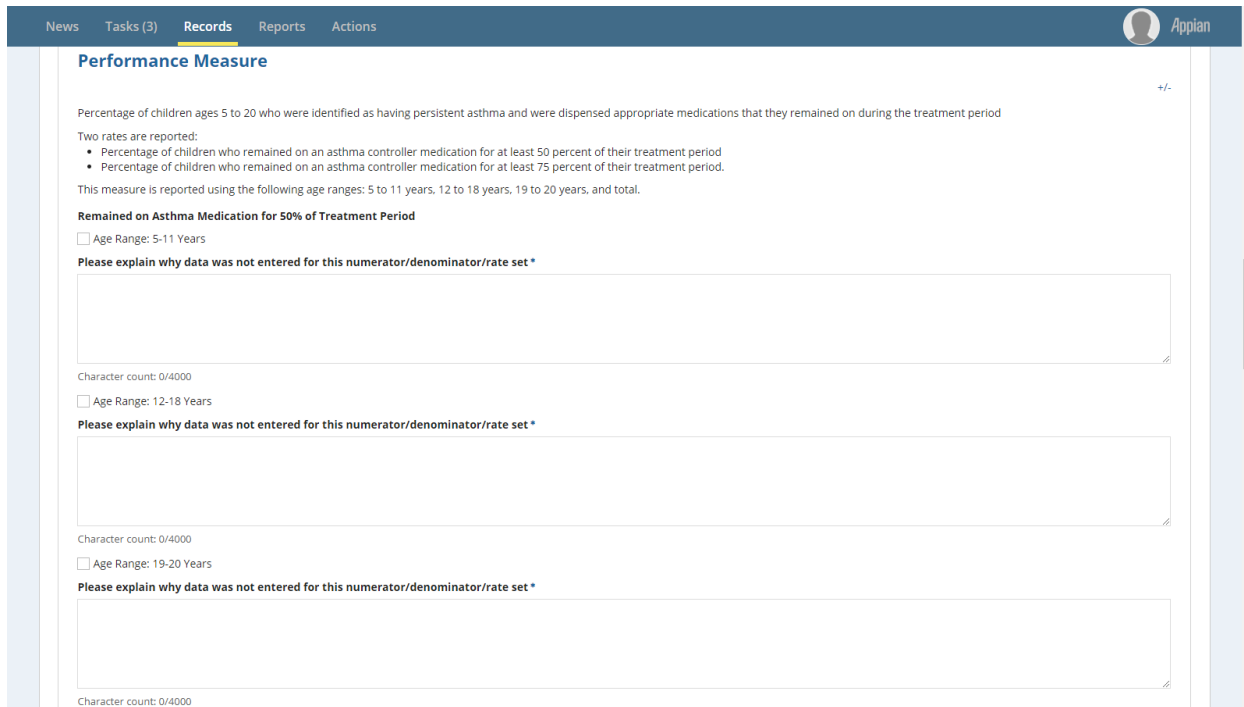 News Tasks (3) Records Reports Actions Appian
Performance Measure
+/-
Percentage of children ages 5 to 20 who were identified as having persistent asthma and were dispensed appropriate medications that they remained on during the treatment period
Two rates are reported:
• Percentage of children who remained on an asthma controller medication for at least 50 percent of their treatment period
• Percentage of children who remained on an asthma controller medication for at least 75 percent of their treatment period.
This measure is reported using the following age ranges: 5 to 11 years, 12 to 18 years, 19 to 20 years, and total.
Remained on Asthma Medication for 50% of Treatment Period
Age Range: 5-11 Years
Please explain why data was not entered for this numerator/denominator/rate set *
Character count: 0/4000
Age Range: 12-18 Years
Please explain why data was not entered for this numerator/denominator/rate set *
Character count: 0/4000
Age Range: 19-20 Years
Please explain why data was not entered for this numerator/denominator/rate set *
Character count: 0/4000